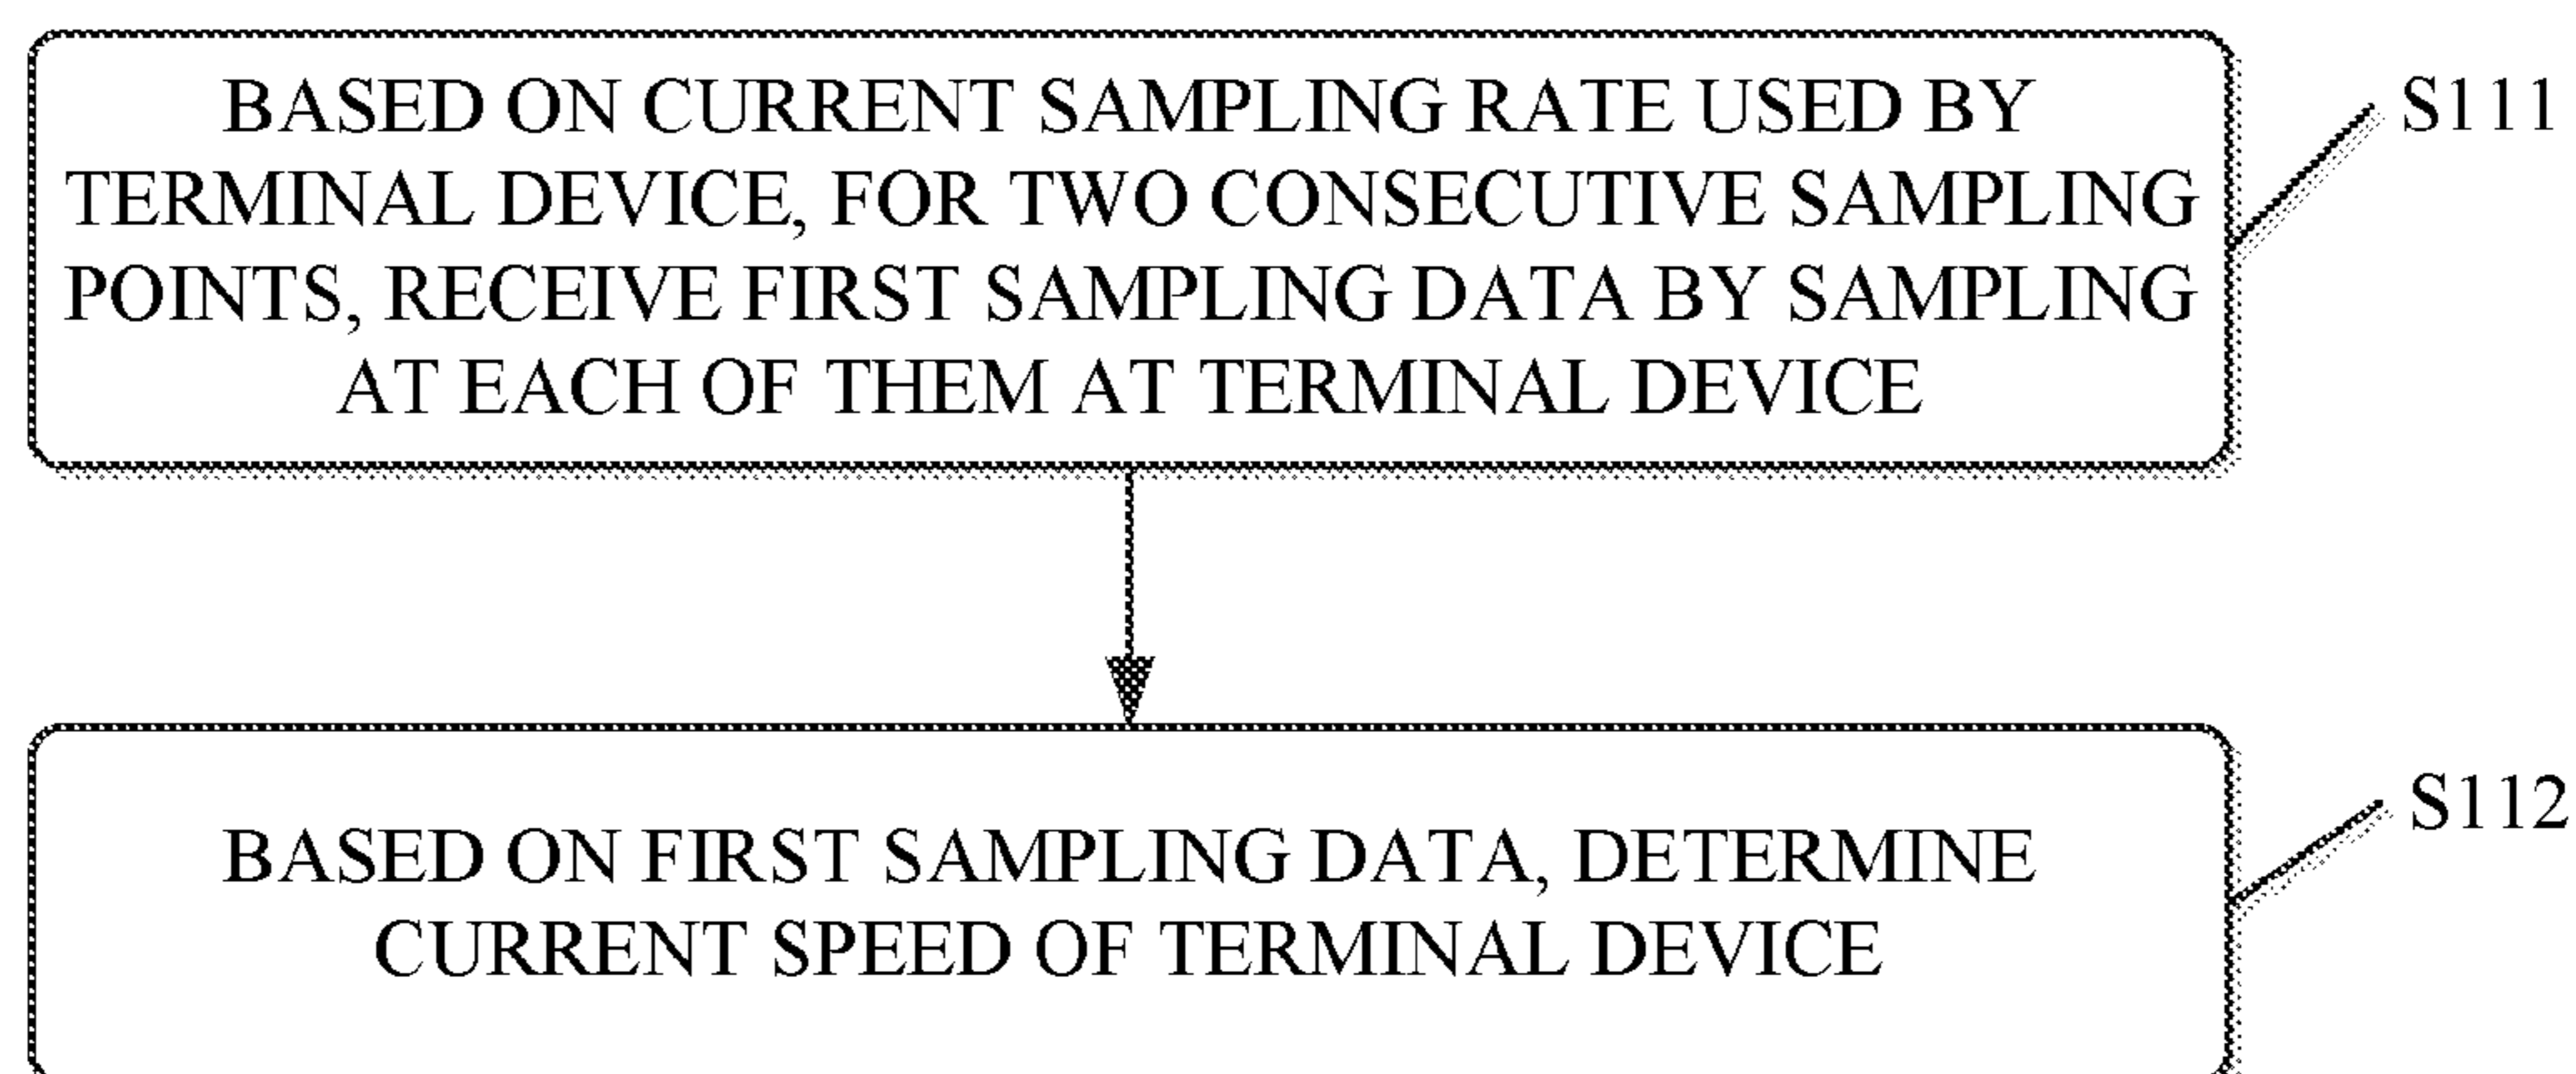 BASED ON CURRENT SAMPLING RATE USED BY
TERMINAL DEVICE, FOR TWO CONSECUTIVE SAMPLING
POINTS, RECEIVE FIRST SAMPLING DATA BY SAMPLING
AT EACH OF THEM AT TERMINAL DEVICE
S111
BASED ON FIRST SAMPLING DATA, DETERMINE
CURRENT SPEED OF TERMINAL DEVICE
S112